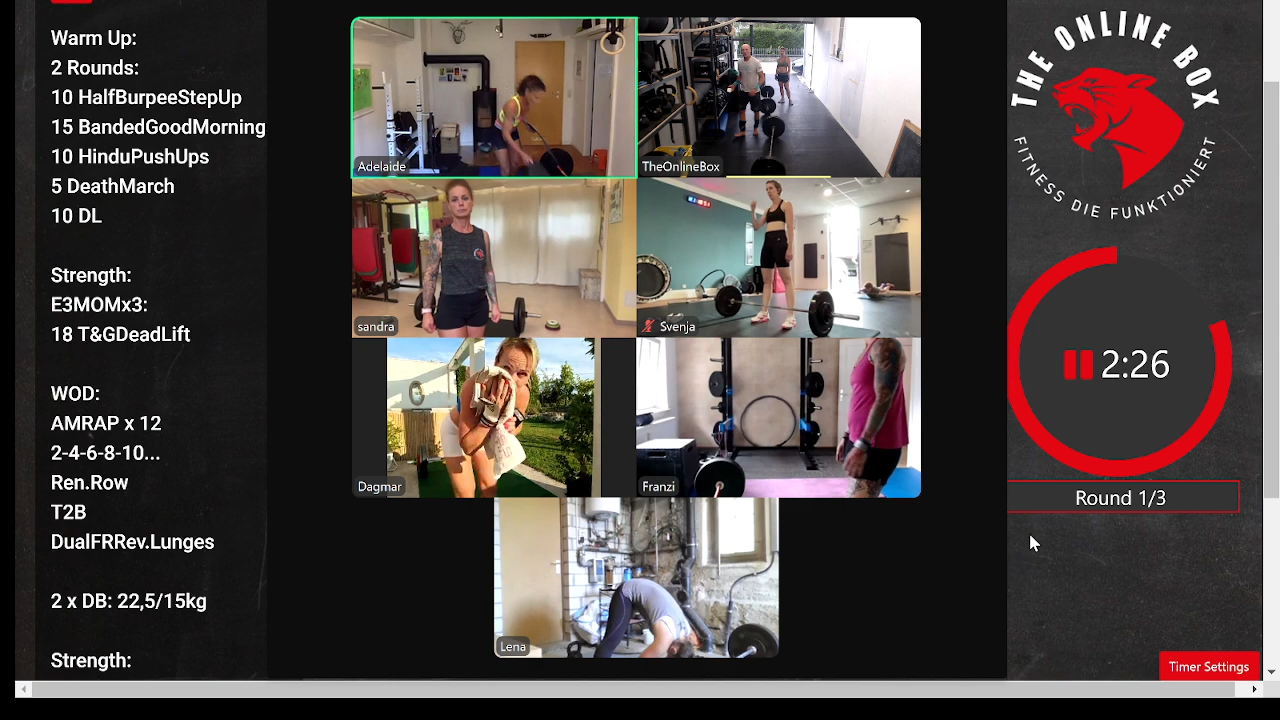 Warm Up:
2 Rounds:
10 HalfBurpeeStepUp
15 BandedGoodMorning
10 HinduPushUps
5 DeathMarch
10 DL
Strength:
E3MOMx3:
18 T&GDeadLift
WOD:
AMRAP x 12
2-4-6-8-10...
Ren.Row
T2B
DualFRRev.Lunges
2 x DB: 22,5/15kg
Strength:
Adelaide
TheOnlineBox
sandra
Svenja
Dagmar
Franzi
Lena
THE ONLINE BOX
FITNESS DIE FUNKTIONIERT
2:26
Round 1/3
Timer Settings